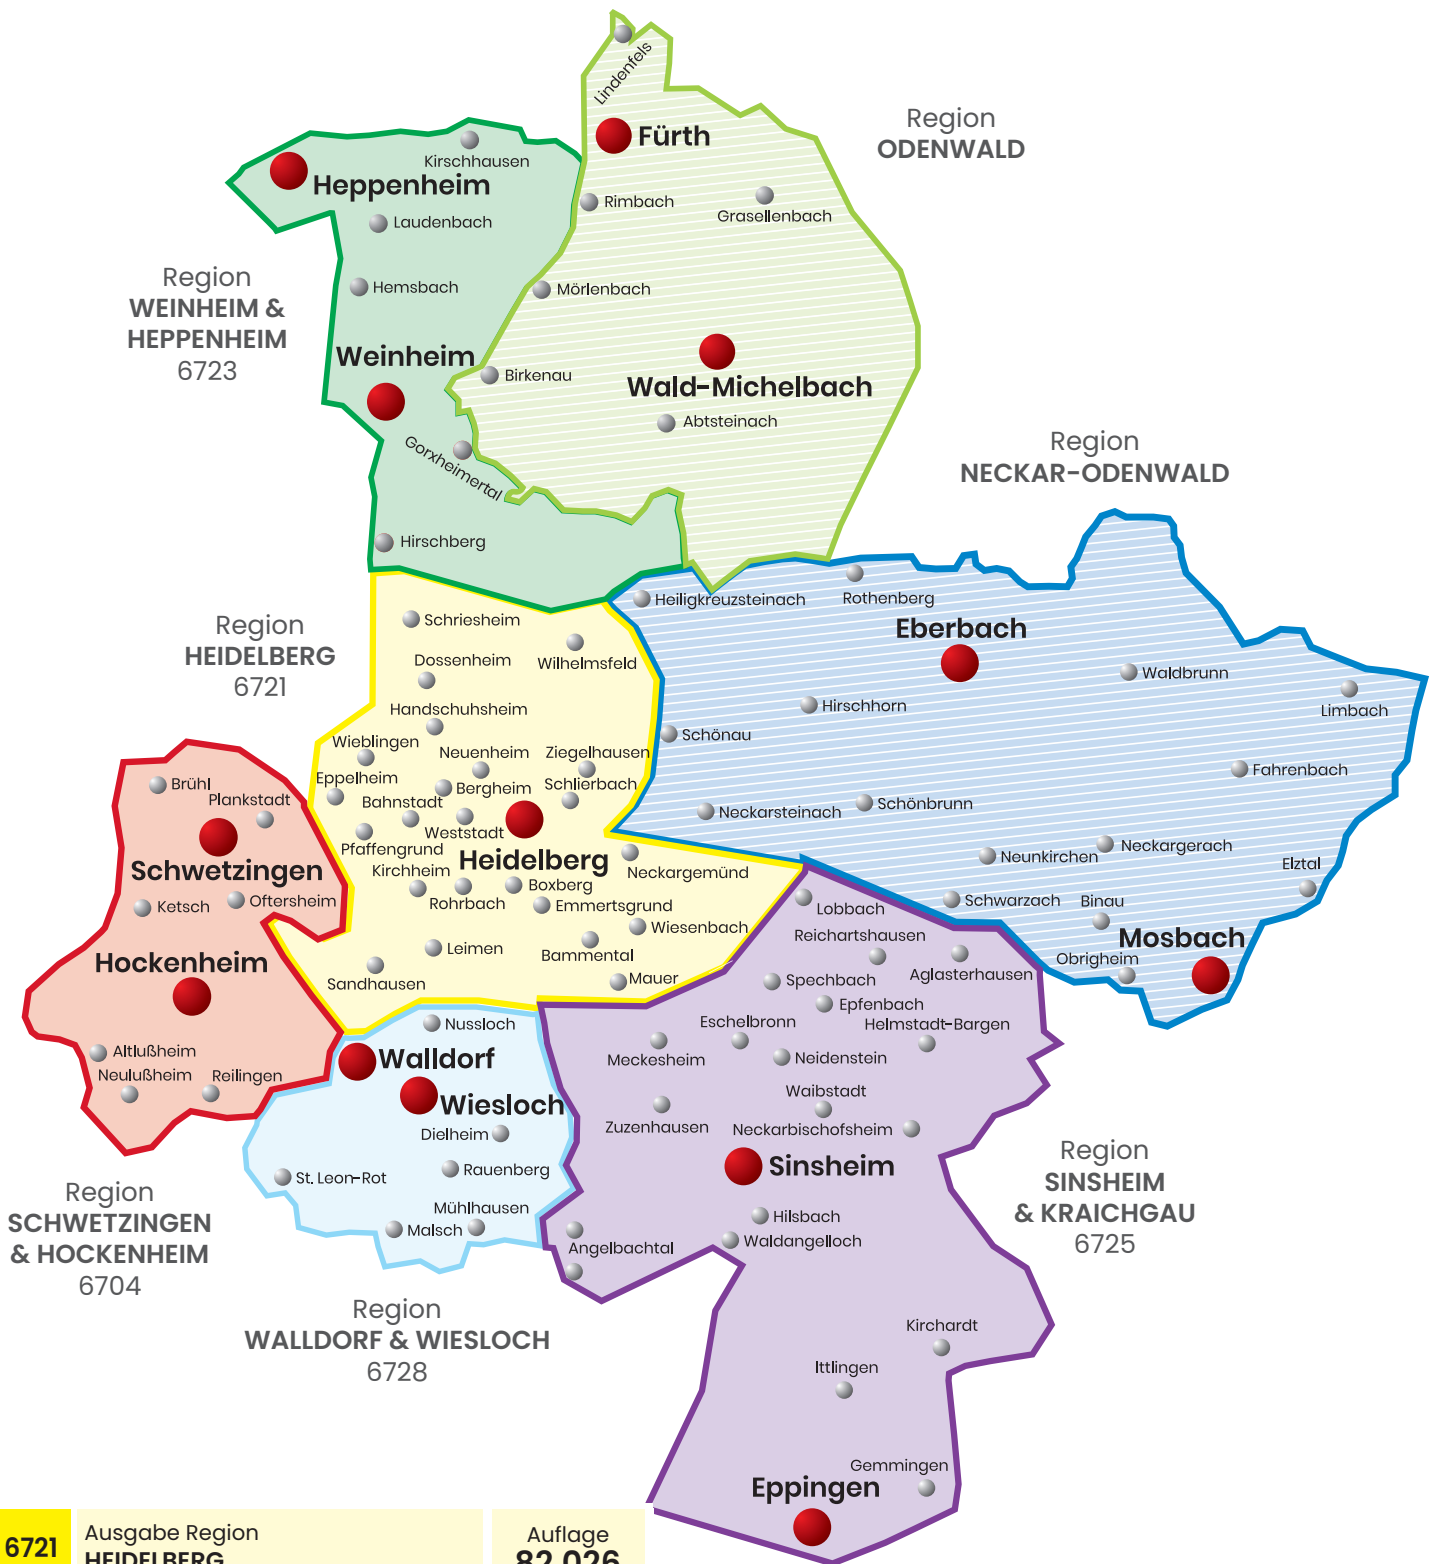 Lindenfels
Fürth
Region
ODENWALD
Kirschhausen
Heppenheim
Rimbach
Grasellenbach
Laudenbach
Region
WEINHEIM &
HEPPENHEIM
6723
Hemsbach
Mörlenbach
Weinheim
Birkenau
Wald-Michelbach
Abtsteinach
Gorxheimertal
Region
NECKAR-ODENWALD
Hirschberg
Heiligkreuzsteinach
Rothenberg
Eberbach
Region
HEIDELBERG
6721
Schriesheim
Wilhelmsfeld
Dossenheim
Waldbrunn
Limbach
Handschuhsheim
Hirschhorn
Schönau
Wieblingen
Neuenheim
Ziegelhausen
Fahrenbach
Eppelheim
Bergheim
Schlierbach
Brühl
Plankstadt
Bahnstadt
Weststadt
Neckarsteinach
Schönbrunn
Pfaffengrund
Heidelberg
Neckargemünd
Neunkirchen
Neckargerach
Elztal
Schwetzingen
Kirchheim
Rohrbach
Boxberg
Emmertsgrund
Ketsch
Oftersheim
Wiesenbach
Lobbach
Schwarzach
Binau
Leimen
Bammental
Reichartshausen
Mosbach
Hockenheim
Sandhausen
Mauer
Spechbach
Aglasterhausen
Obrigheim
Epfenbach
Nussloch
Eschelbronn
Helmstadt-Bargen
Altlußheim
Walldorf
Meckesheim
Neidenstein
Neulußheim
Reilingen
Wiesloch
Waibstadt
Zuzenhausen
Neckarbischofsheim
Dielheim
Sinsheim
Region
SINSHEIM
& KRAICHGAU
6725
St. Leon-Rot
Rauenberg
Region
SCHWETZINGEN
& HOCKENHEIM
6704
Mühlhausen
Malsch
Hilsbach
Waldangelloch
Angelbachtal
Region
WALLDORF & WIESLOCH
6728
Kirchardt
Ittlingen
Gemmingen
Eppingen
6721
Ausgabe Region
HEIDELBERG
Auflage
82.026